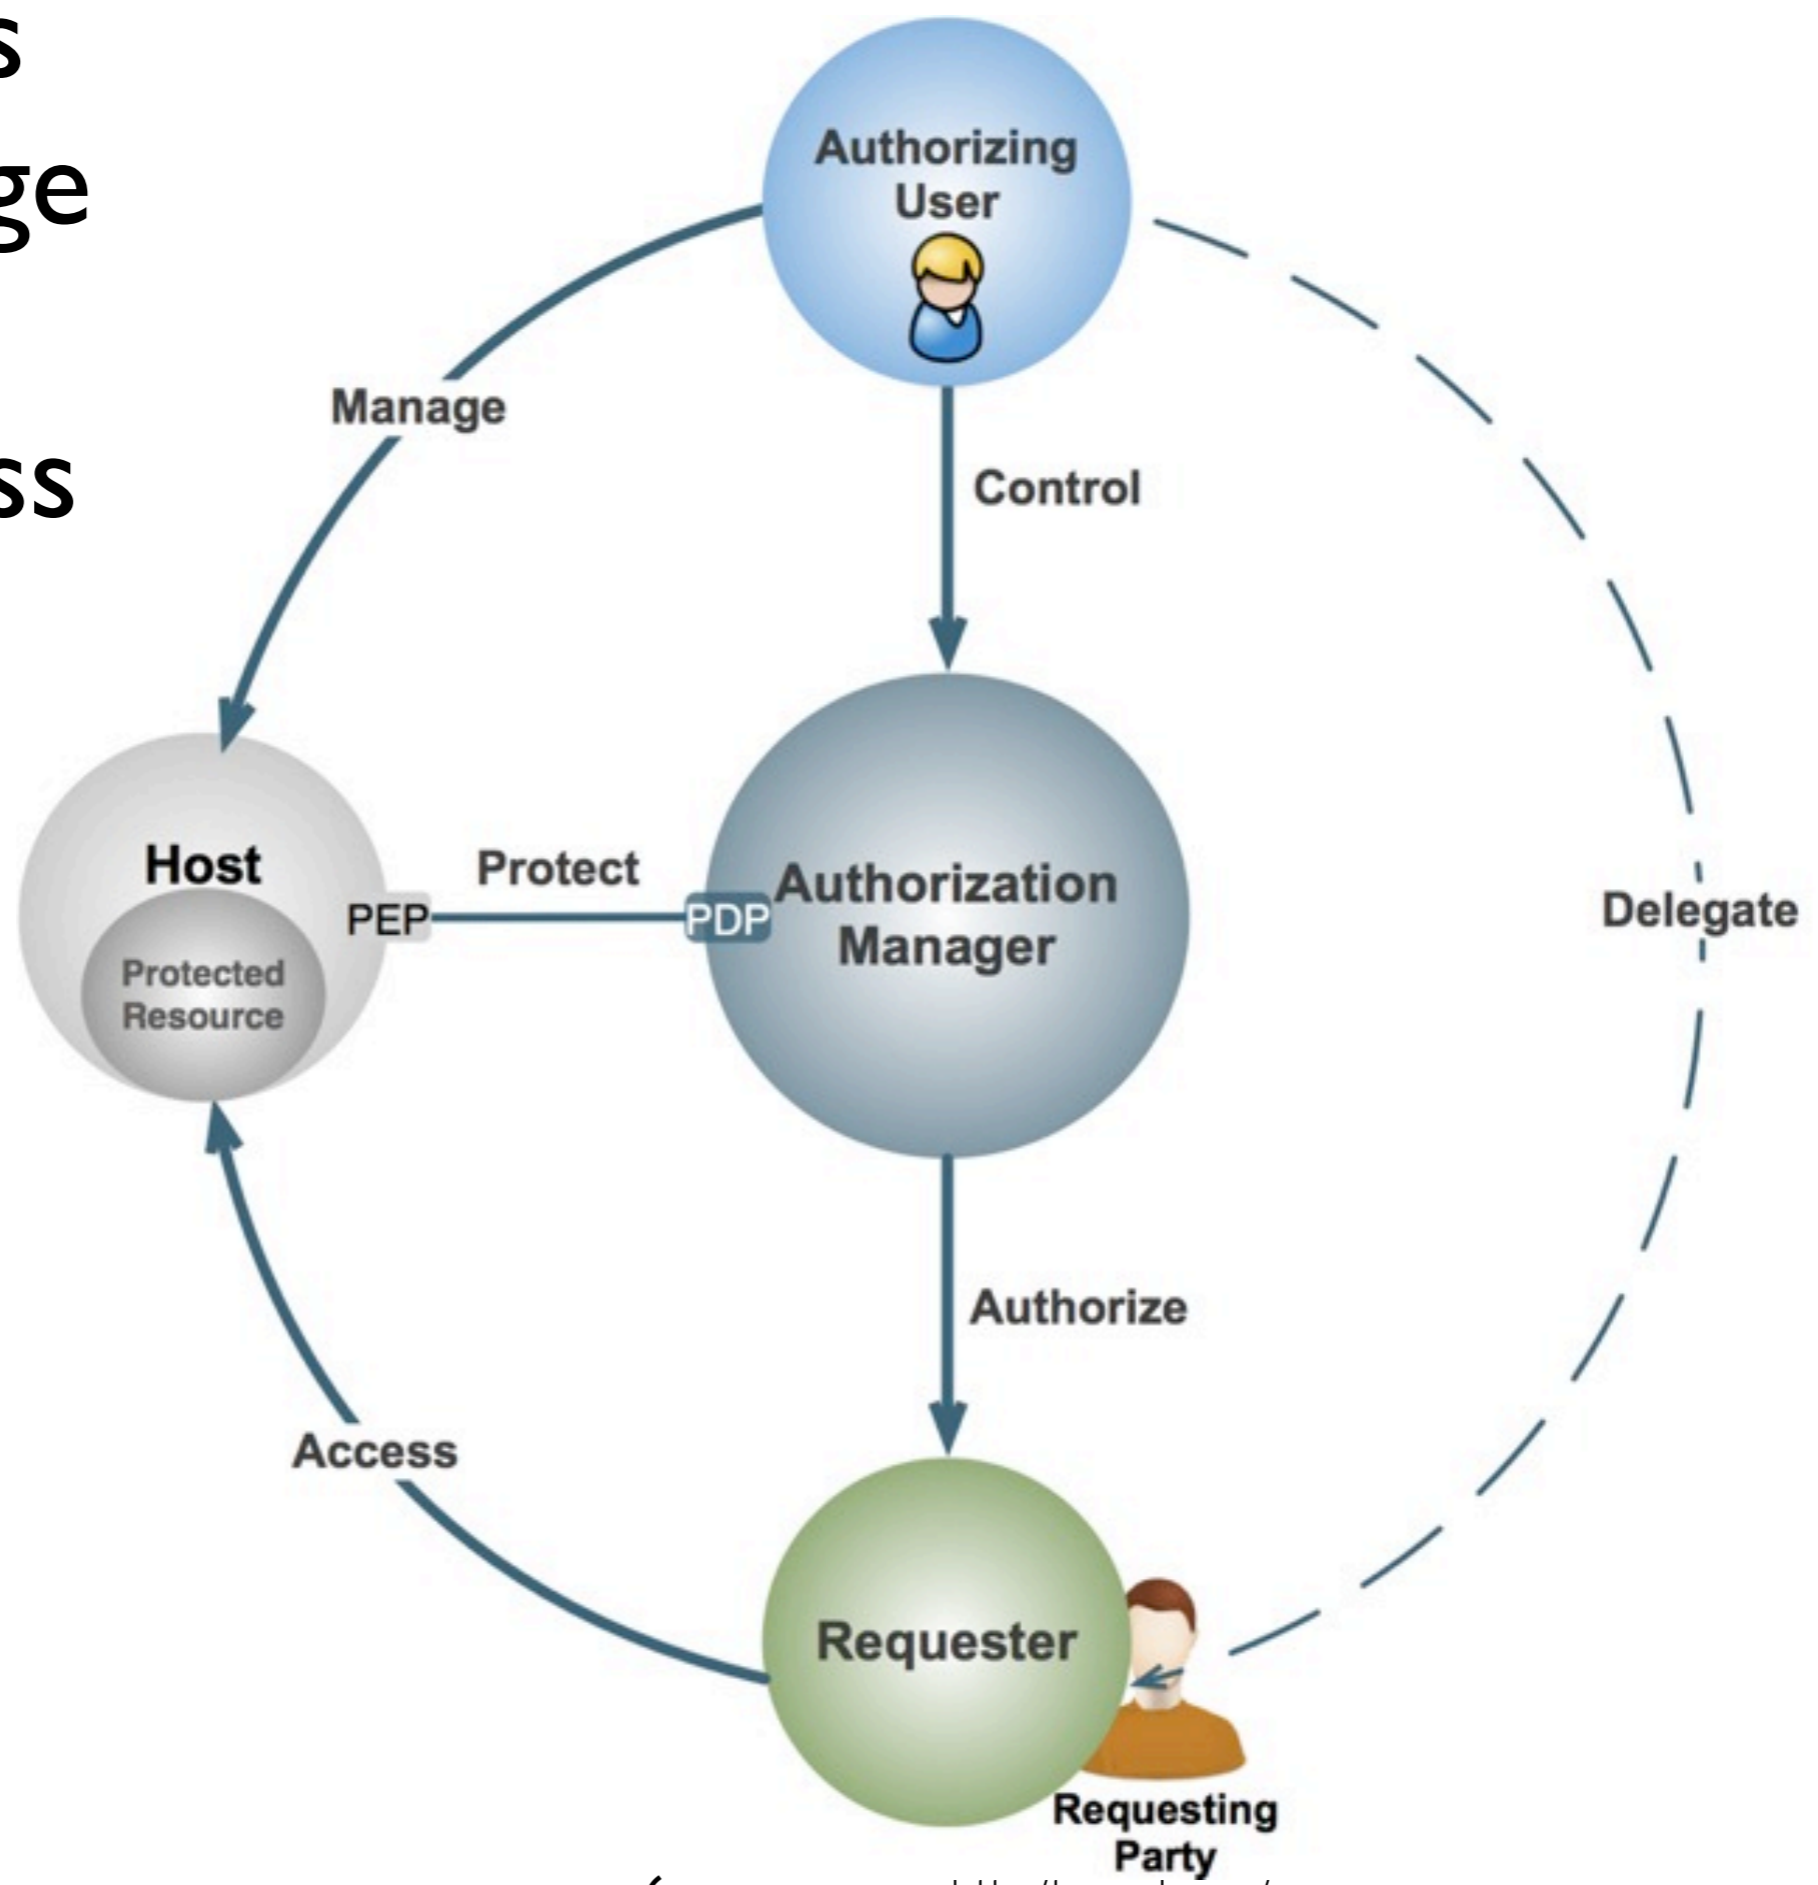 s
ge
ss
Authorizing
User
Manage
Control
Host
Protected
Resource
PEP
Protect
PDP
Authorization
Manager
Delegate
Authorize
Access
Requester
Requesting
Party